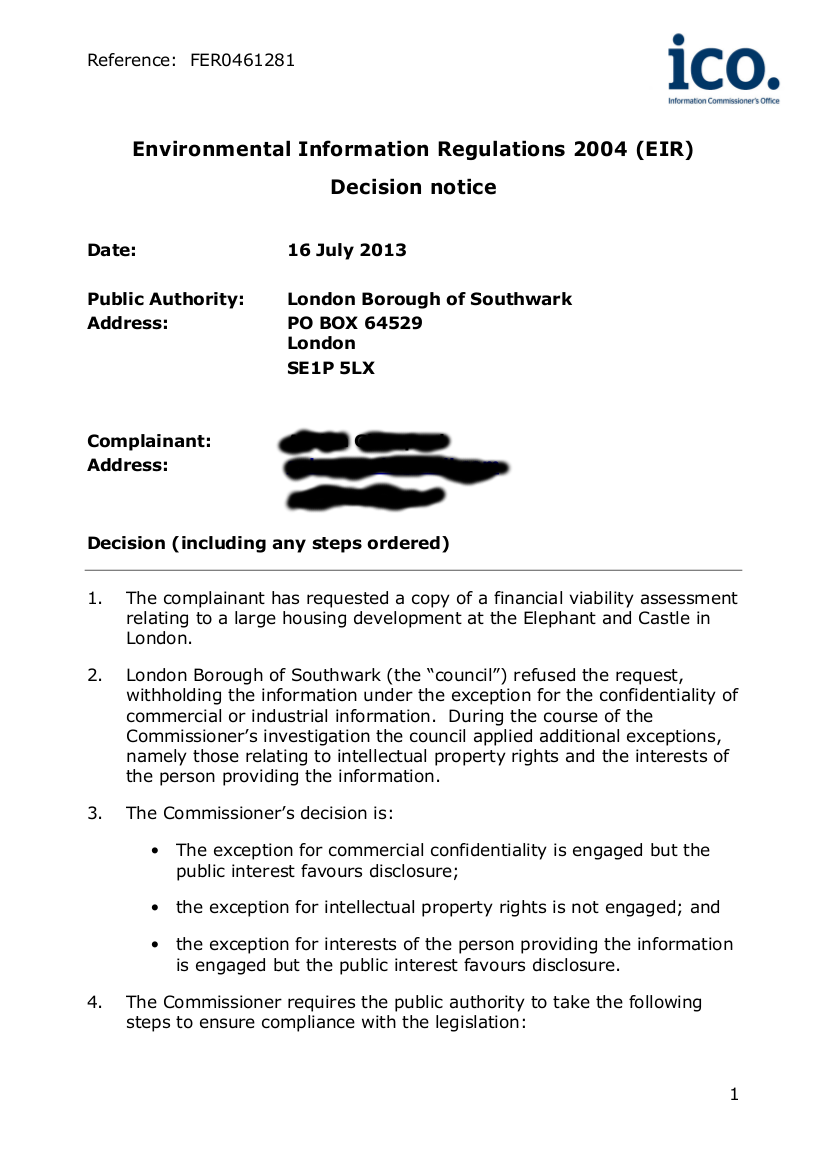 Reference: FER0461281
ico.
Information Commissioner's Office
Environmental Information Regulations 2004 (EIR)
Decision notice
Date: 16 July 2013
Public Authority: London Borough of Southwark
Address: PO BOX 64529
London
SE1P 5LX
Complainant:
Address:
Decision (including any steps ordered)
1. The complainant has requested a copy of a financial viability assessment
relating to a large housing development at the Elephant and Castle in
London.
2. London Borough of Southwark (the “council”) refused the request,
withholding the information under the exception for the confidentiality of
commercial or industrial information. During the course of the
Commissioner’s investigation the council applied additional exceptions,
namely those relating to intellectual property rights and the interests of
the person providing the information.
3. The Commissioner’s decision is:
• The exception for commercial confidentiality is engaged but the
public interest favours disclosure;
• the exception for intellectual property rights is not engaged; and
• the exception for interests of the person providing the information
is engaged but the public interest favours disclosure.
4. The Commissioner requires the public authority to take the following
steps to ensure compliance with the legislation:
1